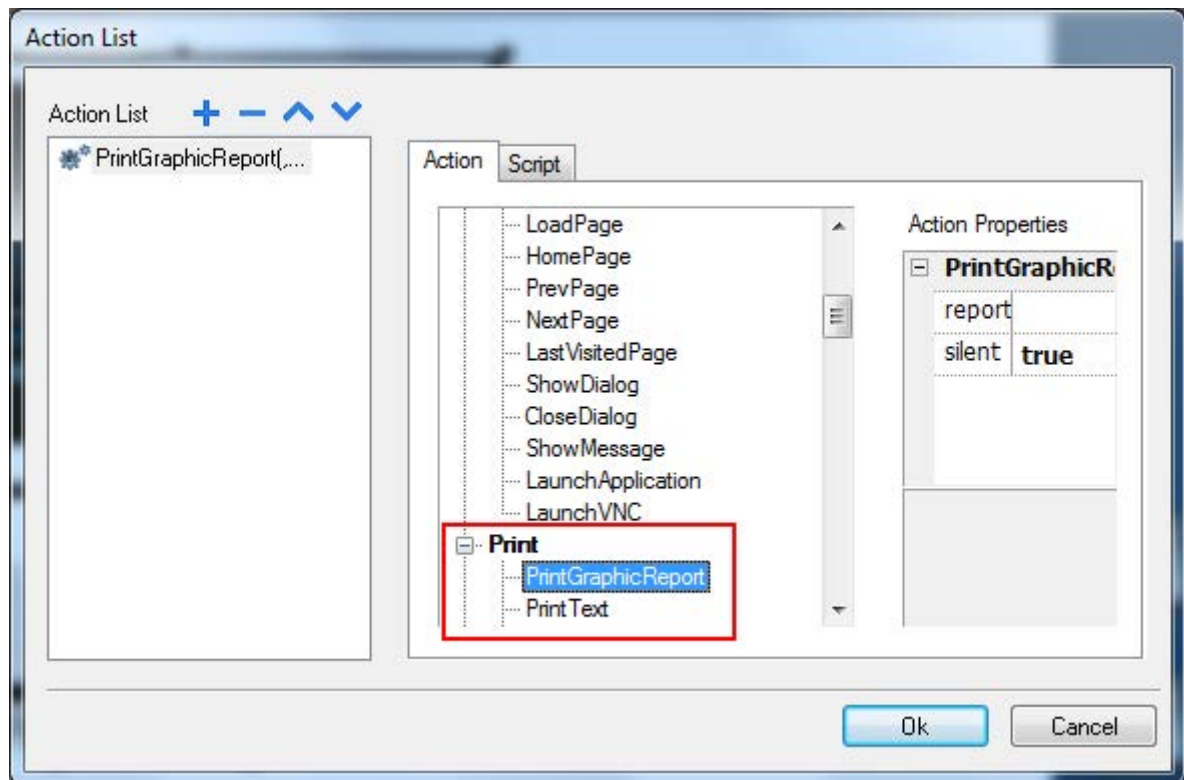 Action List
Action List
PrintGraphicReport(,...
Action
Script
LoadPage
HomePage
PrevPage
NextPage
LastVisitedPage
ShowDialog
CloseDialog
ShowMessage
LaunchApplication
LaunchVNC
Print
PrintGraphicReport
PrintText
Action Properties
PrintGraphicR
report
silent true
Ok
Cancel